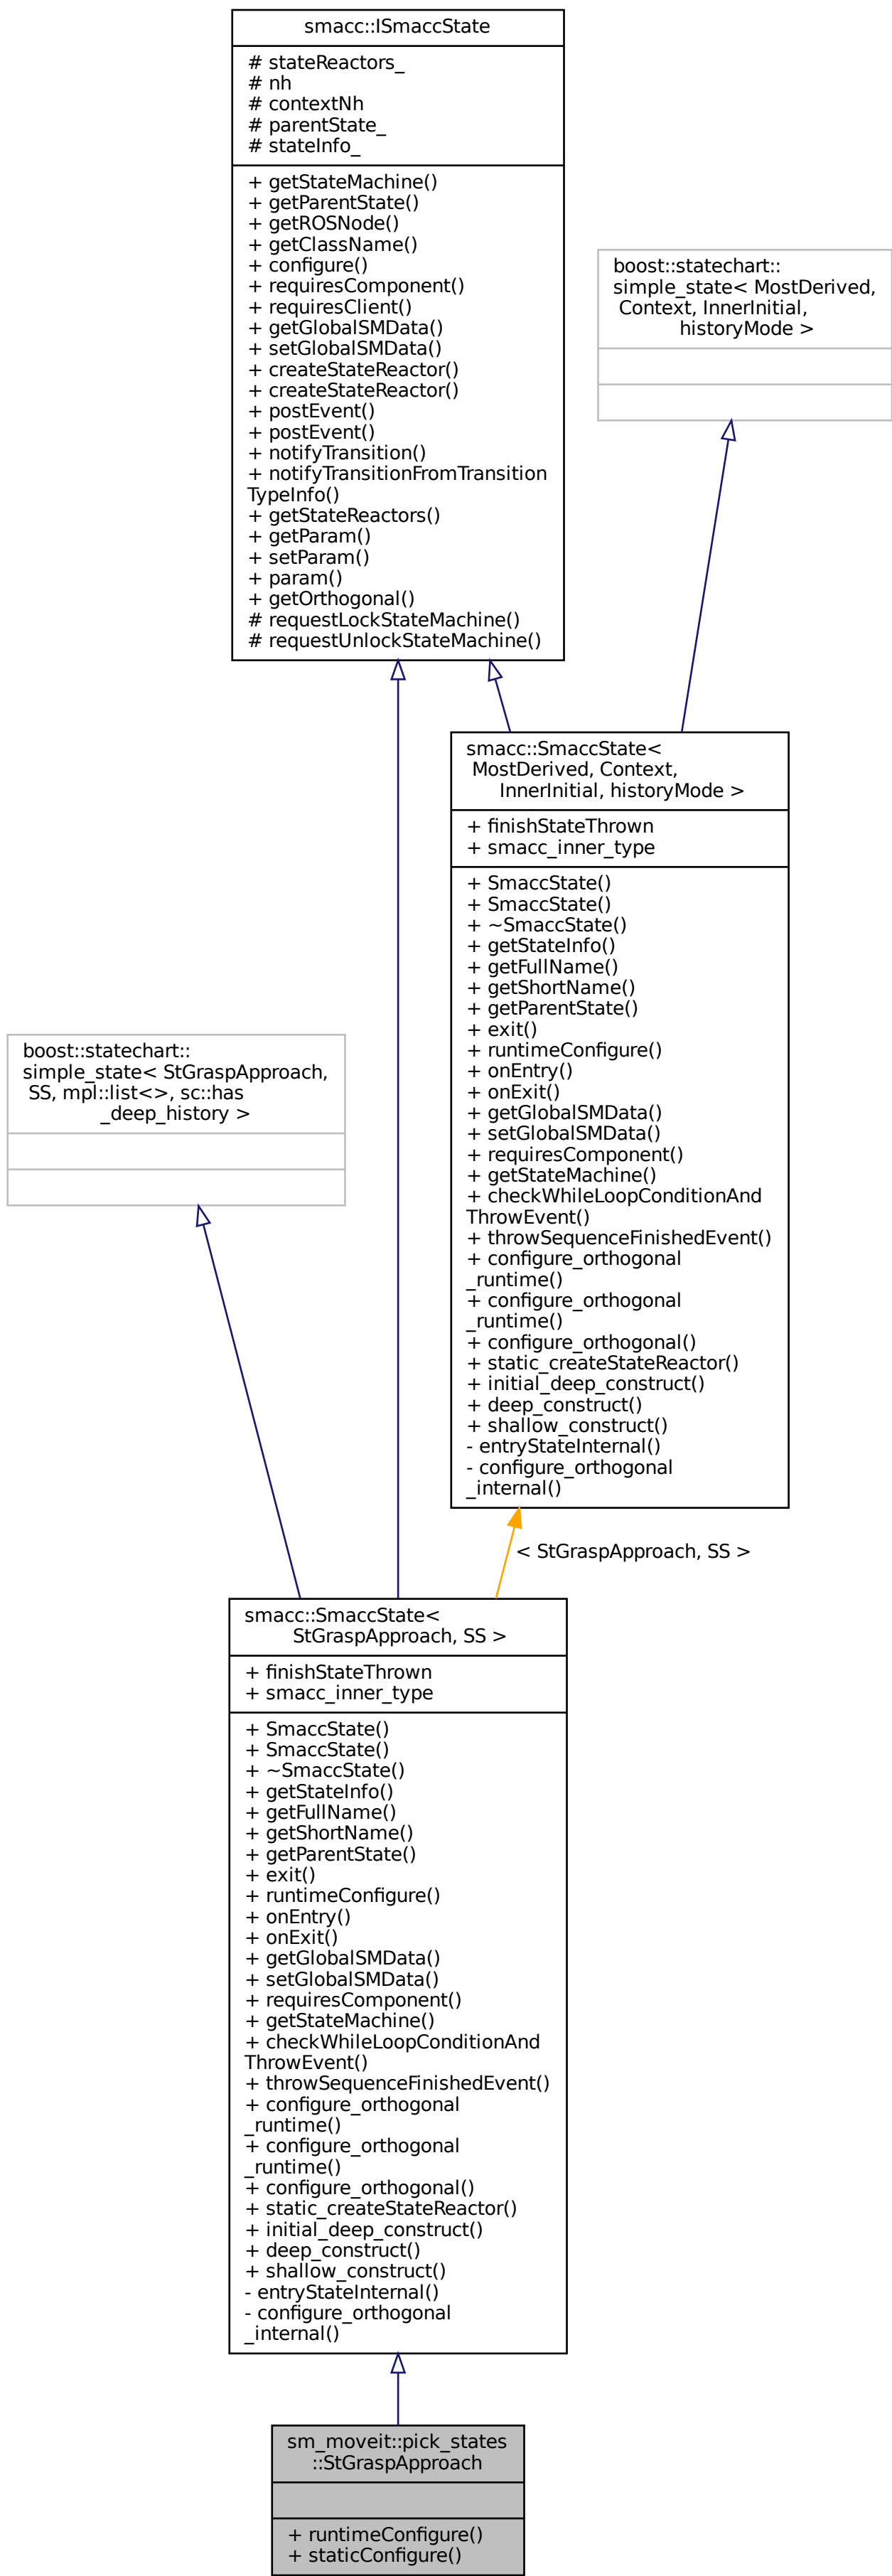 smacc::ISmaccState
# stateReactors_
# nh
# contextNh
# parentState_
# stateInfo_
+ getStateMachine()
+ getParentState()
+ getROSNode()
+ getClassName()
+ configure()
+ requiresComponent()
+ requiresClient()
+ getGlobalSMData()
+ setGlobalSMData()
+ createStateReactor()
+ createStateReactor()
+ postEvent()
+ postEvent()
+ notifyTransition()
+ notifyTransitionFromTransition
TypeInfo()
+ getStateReactors()
+ getParam()
+ setParam()
+ param()
+ getOrthogonal()
# requestLockStateMachine()
# requestUnlockStateMachine()
boost::statechart::
simple_state< MostDerived,
Context, InnerInitial,
historyMode >
smacc::SmaccState<
MostDerived, Context,
InnerInitial, historyMode >
+ finishStateThrown
+ smacc_inner_type
+ SmaccState()
+ SmaccState()
+ ~SmaccState()
+ getStateInfo()
+ getFullName()
+ getShortName()
+ getParentState()
+ exit()
+ runtimeConfigure()
+ onEntry()
+ onExit()
+ getGlobalSMData()
+ setGlobalSMData()
+ requiresComponent()
+ getStateMachine()
+ checkWhileLoopConditionAnd
ThrowEvent()
+ throwSequenceFinishedEvent()
+ configure_orthogonal
_runtime()
+ configure_orthogonal
_runtime()
+ configure_orthogonal()
+ static_createStateReactor()
+ initial_deep_construct()
+ deep_construct()
+ shallow_construct()
- entryStateInternal()
- configure_orthogonal
_internal()
boost::statechart::
simple_state< StGraspApproach,
SS, mpl::list<>, sc::has
_deep_history >
< StGraspApproach, SS >
smacc::SmaccState<
StGraspApproach, SS >
+ finishStateThrown
+ smacc_inner_type
+ SmaccState()
+ SmaccState()
+ ~SmaccState()
+ getStateInfo()
+ getFullName()
+ getShortName()
+ getParentState()
+ exit()
+ runtimeConfigure()
+ onEntry()
+ onExit()
+ getGlobalSMData()
+ setGlobalSMData()
+ requiresComponent()
+ getStateMachine()
+ checkWhileLoopConditionAnd
ThrowEvent()
+ throwSequenceFinishedEvent()
+ configure_orthogonal
_runtime()
+ configure_orthogonal
_runtime()
+ configure_orthogonal()
+ static_createStateReactor()
+ initial_deep_construct()
+ deep_construct()
+ shallow_construct()
- entryStateInternal()
- configure_orthogonal
_internal()
sm_moveit::pick_states
::StGraspApproach
+ runtimeConfigure()
+ staticConfigure()